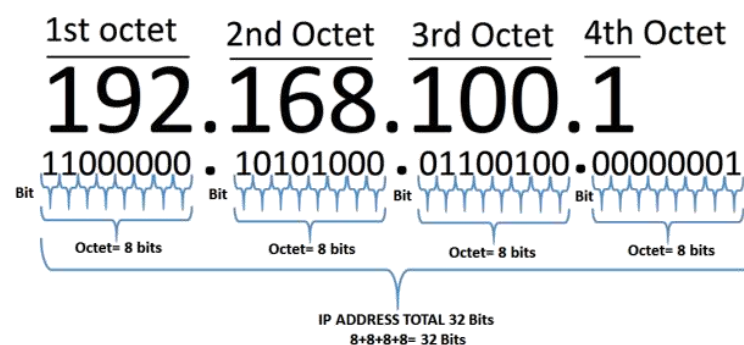 1st octet 2nd Octet 3rd Octet 4th Octet
192.168.100.1
11000000 . 10101000 . 01100100 . 00000001
Bit Bit Bit Bit
Octet= 8 bits Octet= 8 bits Octet= 8 bits Octet= 8 bits
IP ADDRESS TOTAL 32 Bits
8+8+8+8= 32 Bits